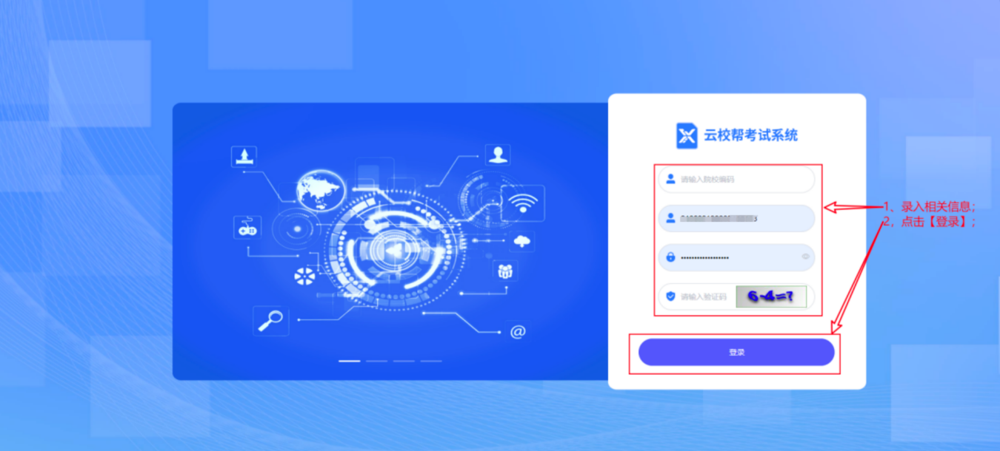 云校帮考试系统
请输入院校编码
请输入验证码
6-4=?
登录
1、录入相关信息；
2，点击【登录】；
@